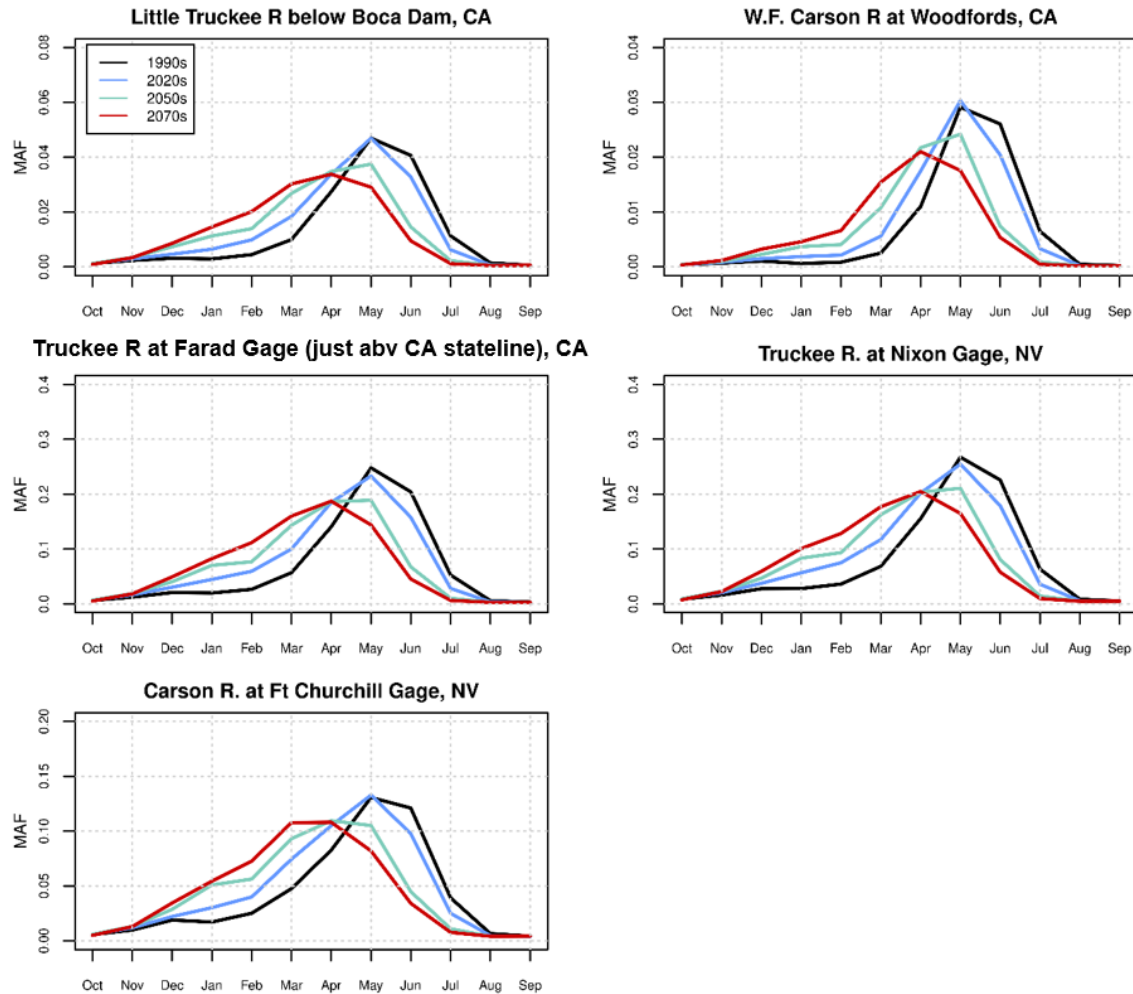 Little Truckee R below Boca Dam, CA
MAF
0.08
0.06
0.04
0.02
0.00
1990s
2020s
2050s
2070s
Oct Nov Dec Jan Feb Mar Apr May Jun Jul Aug Sep
W.F. Carson R at Woodfords, CA
MAF
0.04
0.03
0.02
0.01
0.00
Oct Nov Dec Jan Feb Mar Apr May Jun Jul Aug Sep
Truckee R at Farad Gage (just abv CA stateline), CA
MAF
0.4
0.3
0.2
0.1
0.0
Oct Nov Dec Jan Feb Mar Apr May Jun Jul Aug Sep
Truckee R. at Nixon Gage, NV
MAF
0.4
0.3
0.2
0.1
0.0
Oct Nov Dec Jan Feb Mar Apr May Jun Jul Aug Sep
Carson R. at Ft Churchill Gage, NV
MAF
0.20
0.15
0.10
0.05
0.00
Oct Nov Dec Jan Feb Mar Apr May Jun Jul Aug Sep